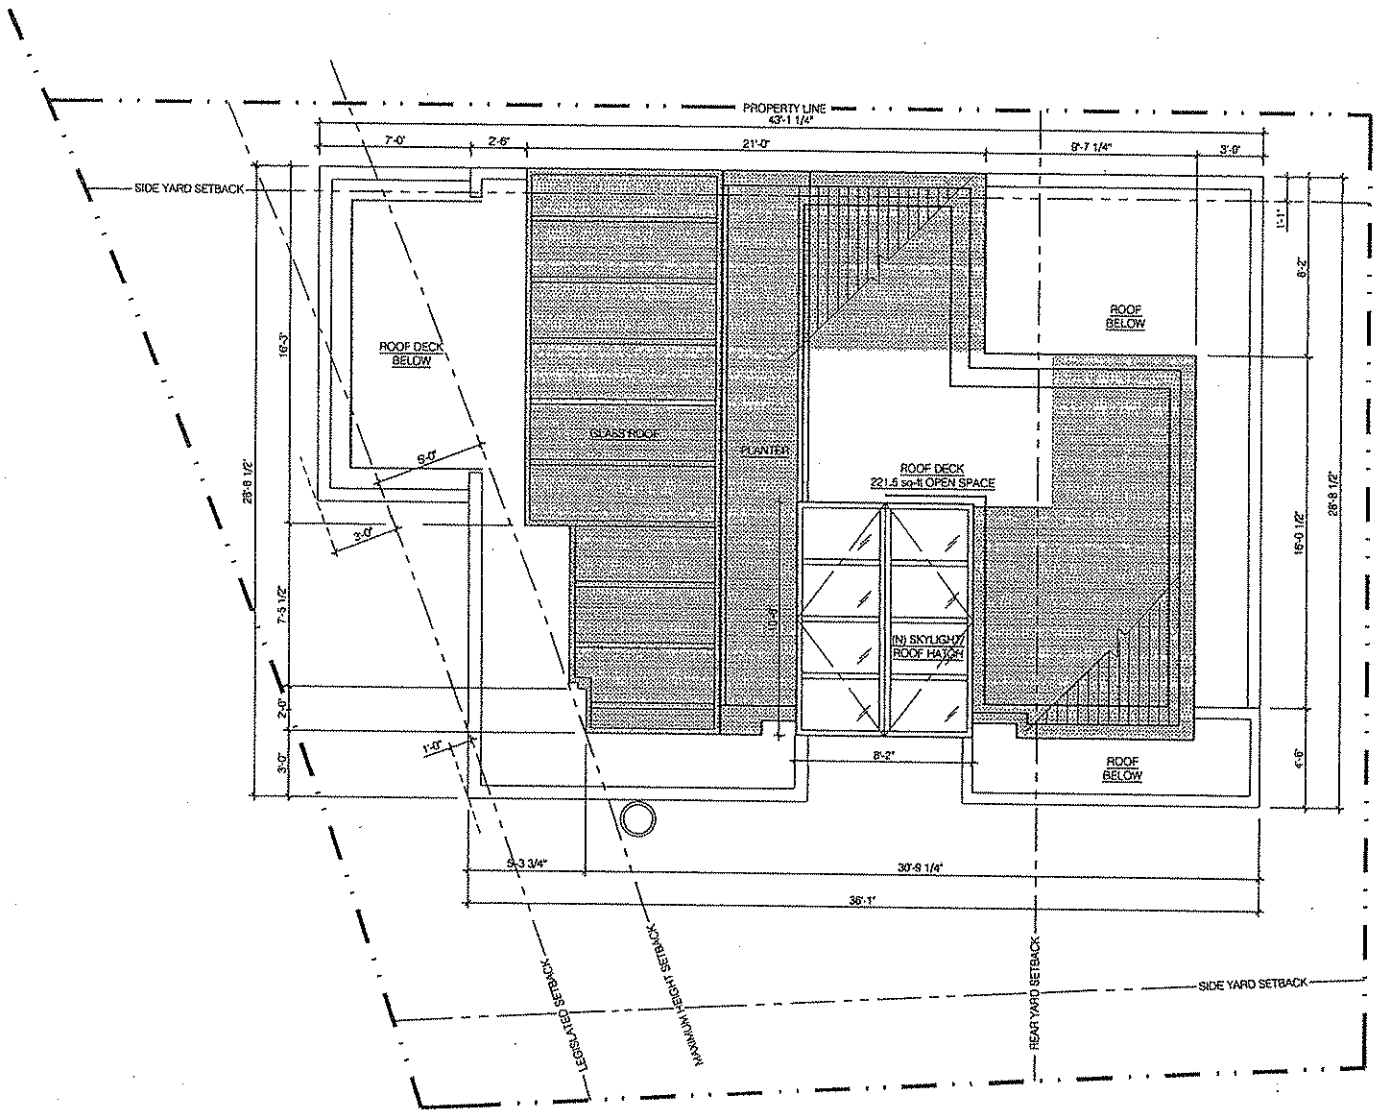 PROPERTY LINE
43'-1 1/4"
7'-0"
2'-6"
21'-0"
9'-7 1/4"
3'-9"
SIDE YARD SETBACK
1'-1"
8'-2"
ROOF
BELOW
ROOF DECK
BELOW
16'-3"
GLASS ROOF
PLANTER
6'-0"
ROOF DECK
221.5 sq-ft OPEN SPACE
28'-8 1/2"
28'-8 1/2"
16'-0 1/2"
3'-0"
7'-5 1/2"
(N) SKYLIGHT/
ROOF HATCH
2'-0"
1'-0"
3'-0"
8'-2"
ROOF
BELOW
4'-6"
5'-3 3/4"
30'-9 1/4"
36'-1"
LEGISLATED SETBACK
MAXIMUM HEIGHT SETBACK
REAR YARD SETBACK
SIDE YARD SETBACK